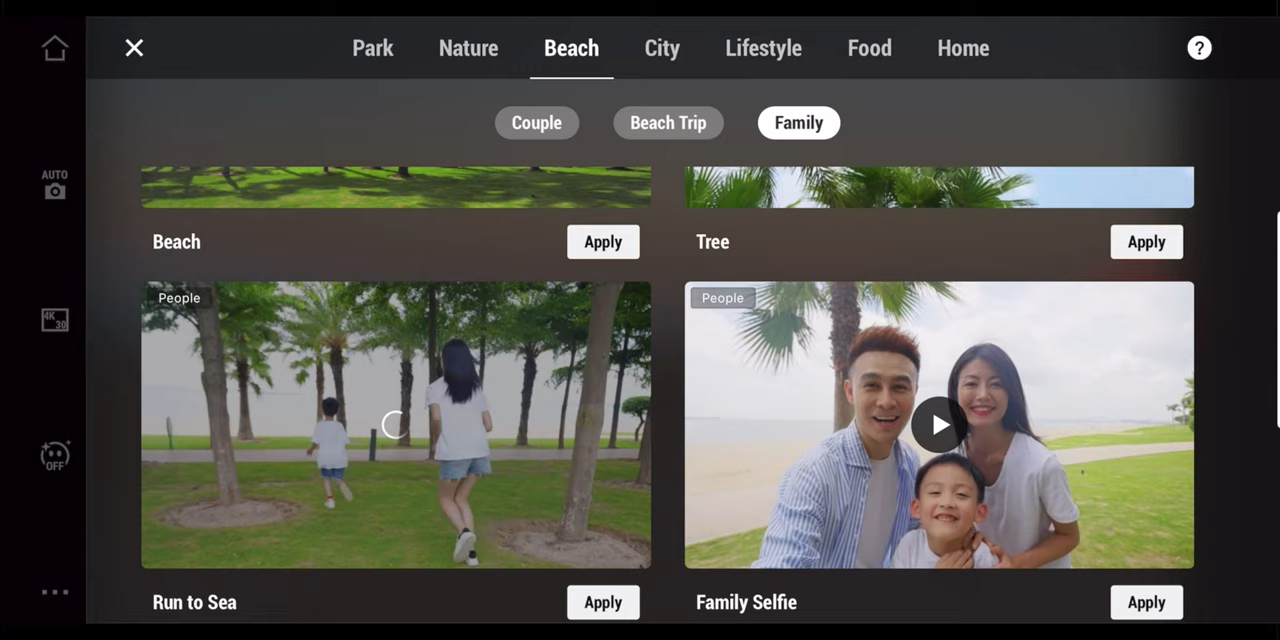 Park Nature Beach City Lifestyle Food Home ?
Couple Beach Trip Family
AUTO
Beach Apply Tree Apply
People People
4K
30
OFF
Run to Sea Apply Family Selfie Apply